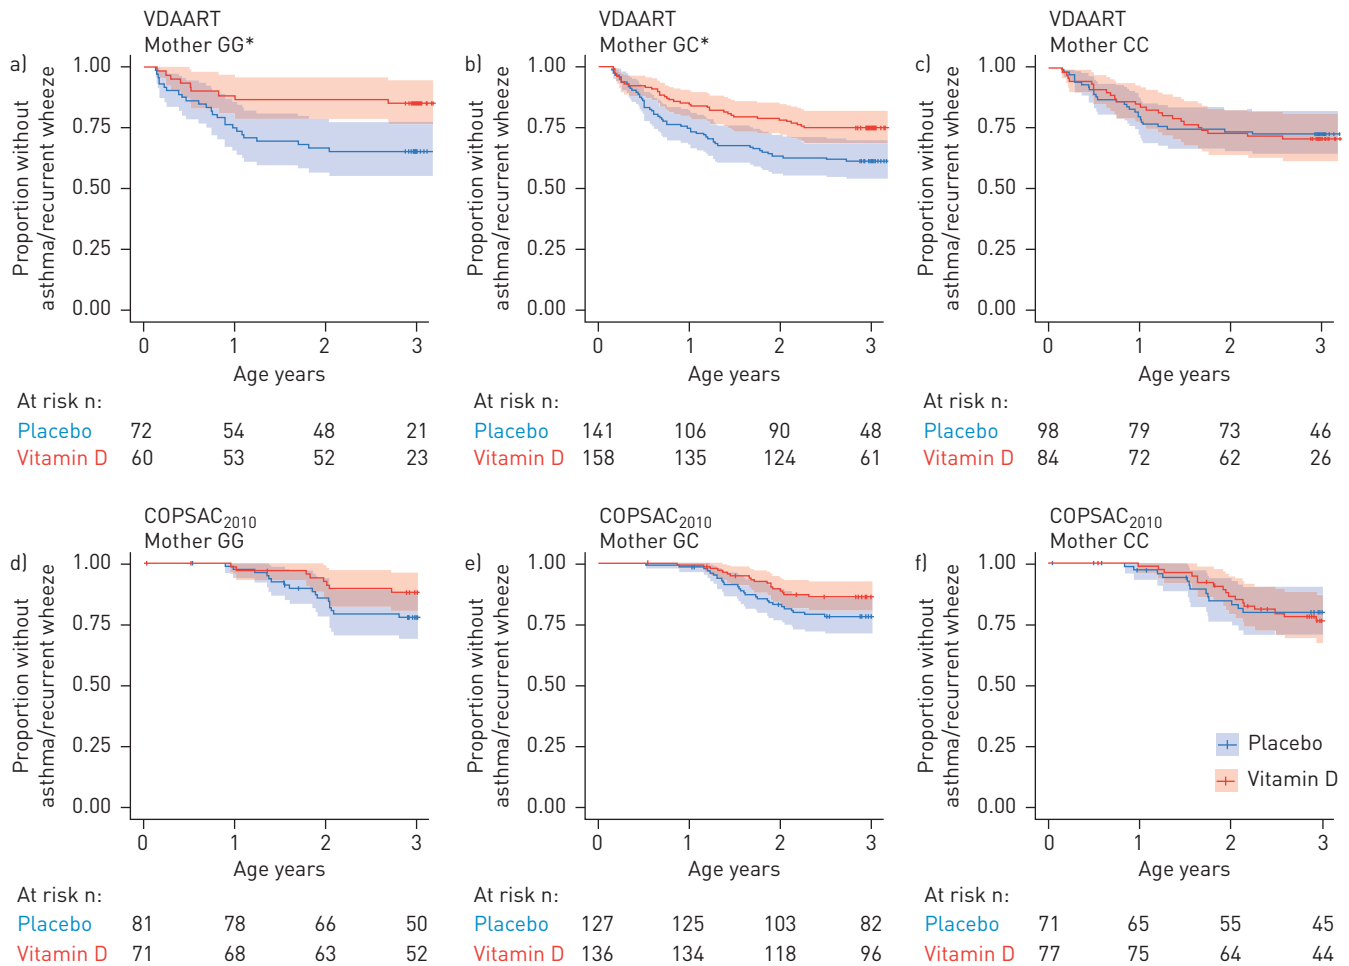 VDAART
Mother GG*
a)
Proportion without
asthma/recurrent wheeze
1.00
0.75
0.50
0.25
0.00
0 1 2 3
Age years
At risk n:
Placebo 72 54 48 21
Vitamin D 60 53 52 23
VDAART
Mother GC*
b)
Proportion without
asthma/recurrent wheeze
1.00
0.75
0.50
0.25
0.00
0 1 2 3
Age years
At risk n:
Placebo 141 106 90 48
Vitamin D 158 135 124 61
VDAART
Mother CC
c)
Proportion without
asthma/recurrent wheeze
1.00
0.75
0.50
0.25
0.00
0 1 2 3
Age years
At risk n:
Placebo 98 79 73 46
Vitamin D 84 72 62 26
COPSAC2010
Mother GG
d)
Proportion without
asthma/recurrent wheeze
1.00
0.75
0.50
0.25
0.00
0 1 2 3
Age years
At risk n:
Placebo 81 78 66 50
Vitamin D 71 68 63 52
COPSAC2010
Mother GC
e)
Proportion without
asthma/recurrent wheeze
1.00
0.75
0.50
0.25
0.00
0 1 2 3
Age years
At risk n:
Placebo 127 125 103 82
Vitamin D 136 134 118 96
COPSAC2010
Mother CC
f)
Proportion without
asthma/recurrent wheeze
1.00
0.75
0.50
0.25
0.00
Placebo
Vitamin D
0 1 2 3
Age years
At risk n:
Placebo 71 65 55 45
Vitamin D 77 75 64 44